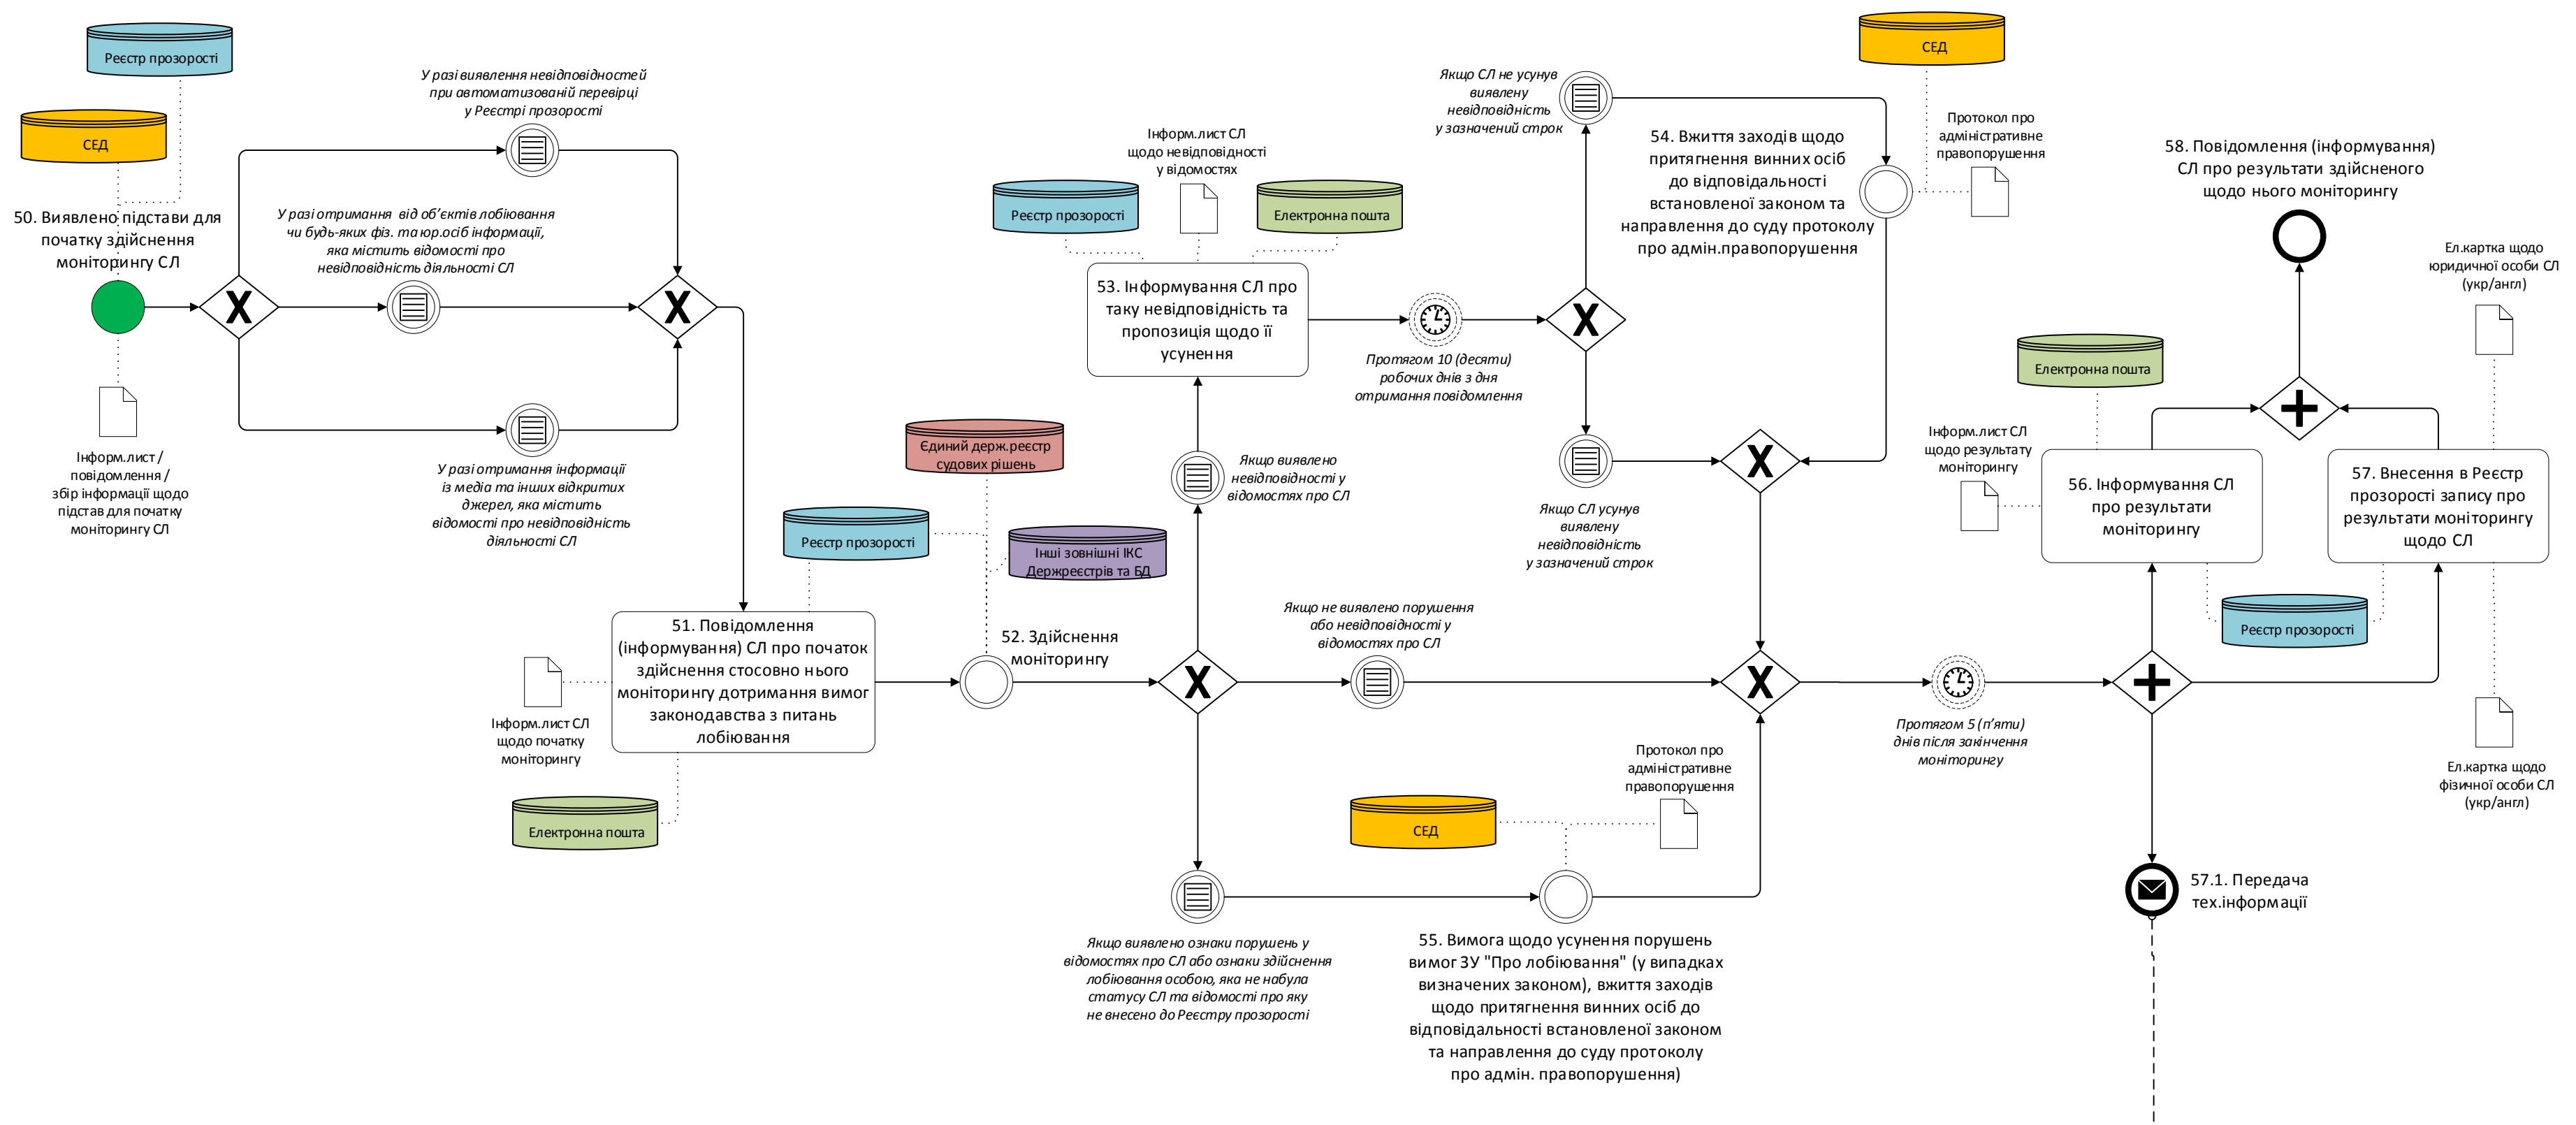 Реєстр прозорості
СЕД
50. Виявлено підстави для
початку здійснення
моніторингу СЛ
Інформ.лист /
повідомлення /
збір інформації щодо
підстав для початку
моніторингу СЛ
X
У разі виявлення невідповідностей
при автоматизованій перевірці
у Реєстрі прозорості
У разі отримання від об’єктів лобіювання
чи будь-яких фіз. та юр.осіб інформації,
яка містить відомості про
невідповідність діяльності СЛ
У разі отримання інформації
із медіа та інших відкритих
джерел, яка містить
відомості про невідповідність
діяльності СЛ
X
51. Повідомлення
(інформування) СЛ про початок
здійснення стосовно нього
моніторингу дотримання вимог
законодавства з питань
лобіювання
Інформ.лист СЛ
щодо початку
моніторингу
Електронна пошта
Реєстр прозорості
Єдиний держ.реєстр
судових рішень
Інші зовнішні ІКС
Держреєстрів та БД
52. Здійснення
моніторингу
X
Якщо виявлено
невідповідності у
відомостях про СЛ
53. Інформування СЛ про
таку невідповідність та
пропозиція щодо її
усунення
Реєстр прозорості
Інформ.лист СЛ
щодо невідповідності
у відомостях
Електронна пошта
Протягом 10 (десяти)
робочих днів з дня
отримання повідомлення
X
Якщо СЛ не усунув
виявлену
невідповідність
у зазначений строк
54. Вжиття заходів щодо
притягнення винних осіб
до відповідальності
встановленої законом та
направлення до суду протоколу
про адмін.правопорушення
СЕД
Протокол про
адміністративне
правопорушення
Якщо СЛ усунув
виявлену
невідповідність
у зазначений строк
X
Якщо не виявлено порушення
або невідповідності у
відомостях про СЛ
X
Якщо виявлено ознаки порушень у
відомостях про СЛ або ознаки здійснення
лобіювання особою, яка не набула
статусу СЛ та відомості про яку
не внесено до Реєстру прозорості
СЕД
Протокол про
адміністративне
правопорушення
55. Вимога щодо усунення порушень
вимог ЗУ "Про лобіювання" (у випадках
визначених законом), вжиття заходів
щодо притягнення винних осіб до
відповідальності встановленої законом
та направлення до суду протоколу
про адмін. правопорушення)
Протягом 5 (п’яти)
днів після закінчення
моніторингу
56. Інформування СЛ
про результати
моніторингу
Інформ.лист СЛ
щодо результату
моніторингу
Електронна пошта
Реєстр прозорості
57. Внесення в Реєстр
прозорості запису про
результати моніторингу
щодо СЛ
Ел.картка щодо
юридичної особи СЛ
(укр/англ)
Ел.картка щодо
фізичної особи СЛ
(укр/англ)
58. Повідомлення (інформування)
СЛ про результати здійсненого
щодо нього моніторингу
57.1. Передача
тех.інформації